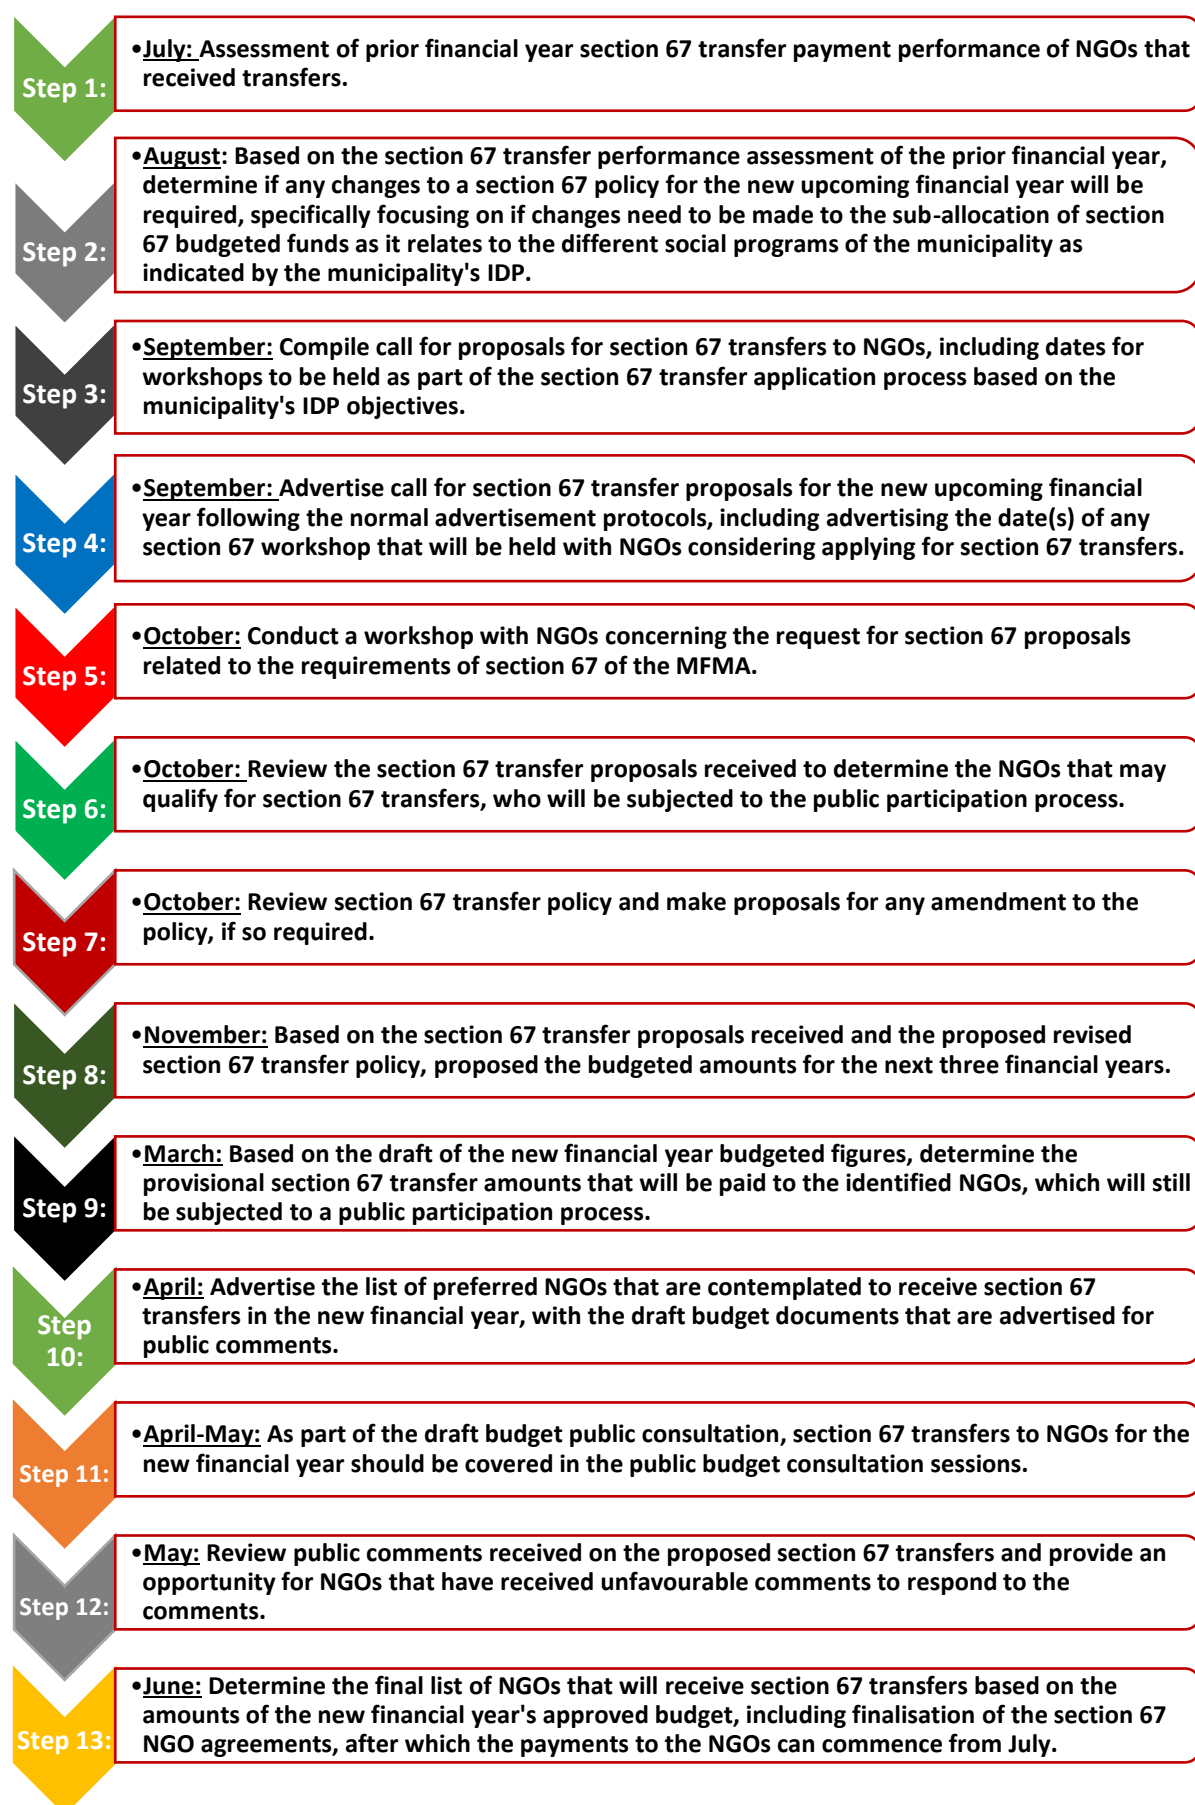 Step 1:
•July: Assessment of prior financial year section 67 transfer payment performance of NGOs that
received transfers.
Step 2:
•August: Based on the section 67 transfer performance assessment of the prior financial year,
determine if any changes to a section 67 policy for the new upcoming financial year will be
required, specifically focusing on if changes need to be made to the sub-allocation of section
67 budgeted funds as it relates to the different social programs of the municipality as
indicated by the municipality's IDP.
Step 3:
•September: Compile call for proposals for section 67 transfers to NGOs, including dates for
workshops to be held as part of the section 67 transfer application process based on the
municipality's IDP objectives.
Step 4:
•September: Advertise call for section 67 transfer proposals for the new upcoming financial
year following the normal advertisement protocols, including advertising the date(s) of any
section 67 workshop that will be held with NGOs considering applying for section 67 transfers.
Step 5:
•October: Conduct a workshop with NGOs concerning the request for section 67 proposals
related to the requirements of section 67 of the MFMA.
Step 6:
•October: Review the section 67 transfer proposals received to determine the NGOs that may
qualify for section 67 transfers, who will be subjected to the public participation process.
Step 7:
•October: Review section 67 transfer policy and make proposals for any amendment to the
policy, if so required.
Step 8:
•November: Based on the section 67 transfer proposals received and the proposed revised
section 67 transfer policy, proposed the budgeted amounts for the next three financial years.
Step 9:
•March: Based on the draft of the new financial year budgeted figures, determine the
provisional section 67 transfer amounts that will be paid to the identified NGOs, which will still
be subjected to a public participation process.
Step
10:
•April: Advertise the list of preferred NGOs that are contemplated to receive section 67
transfers in the new financial year, with the draft budget documents that are advertised for
public comments.
Step 11:
•April-May: As part of the draft budget public consultation, section 67 transfers to NGOs for the
new financial year should be covered in the public budget consultation sessions.
Step 12:
•May: Review public comments received on the proposed section 67 transfers and provide an
opportunity for NGOs that have received unfavourable comments to respond to the
comments.
Step 13:
•June: Determine the final list of NGOs that will receive section 67 transfers based on the
amounts of the new financial year's approved budget, including finalisation of the section 67
NGO agreements, after which the payments to the NGOs can commence from July.